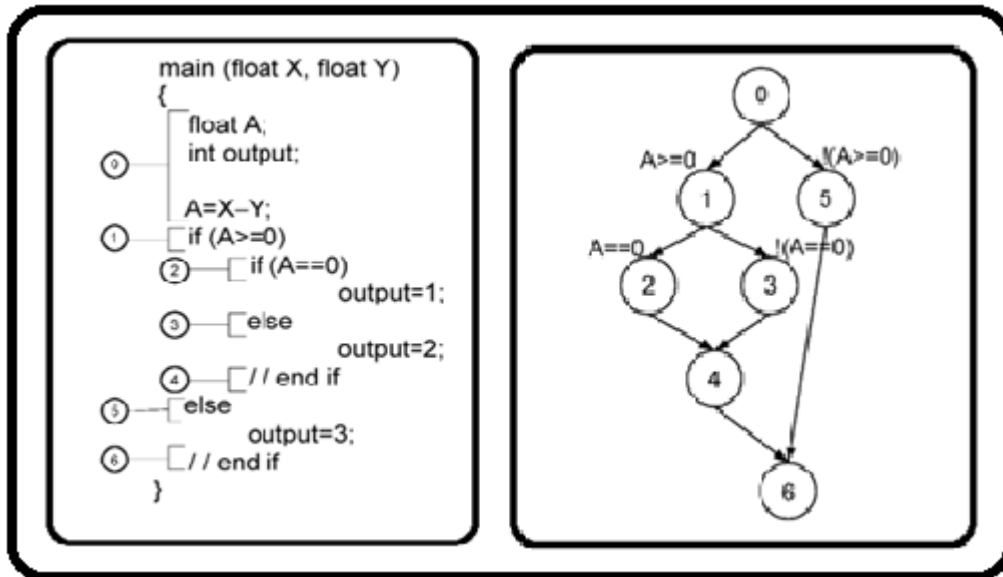 main (float X, float Y)
{
float A;
int output;
0
A=X–Y;
1 if (A>=0)
2 if (A==0)
output=1;
3 else
output=2;
4 // end if
5 else
output=3;
6 // end if
}
0
A>=0 !(A>=0)
1 5
A==0 !(A==0)
2 3
4
6